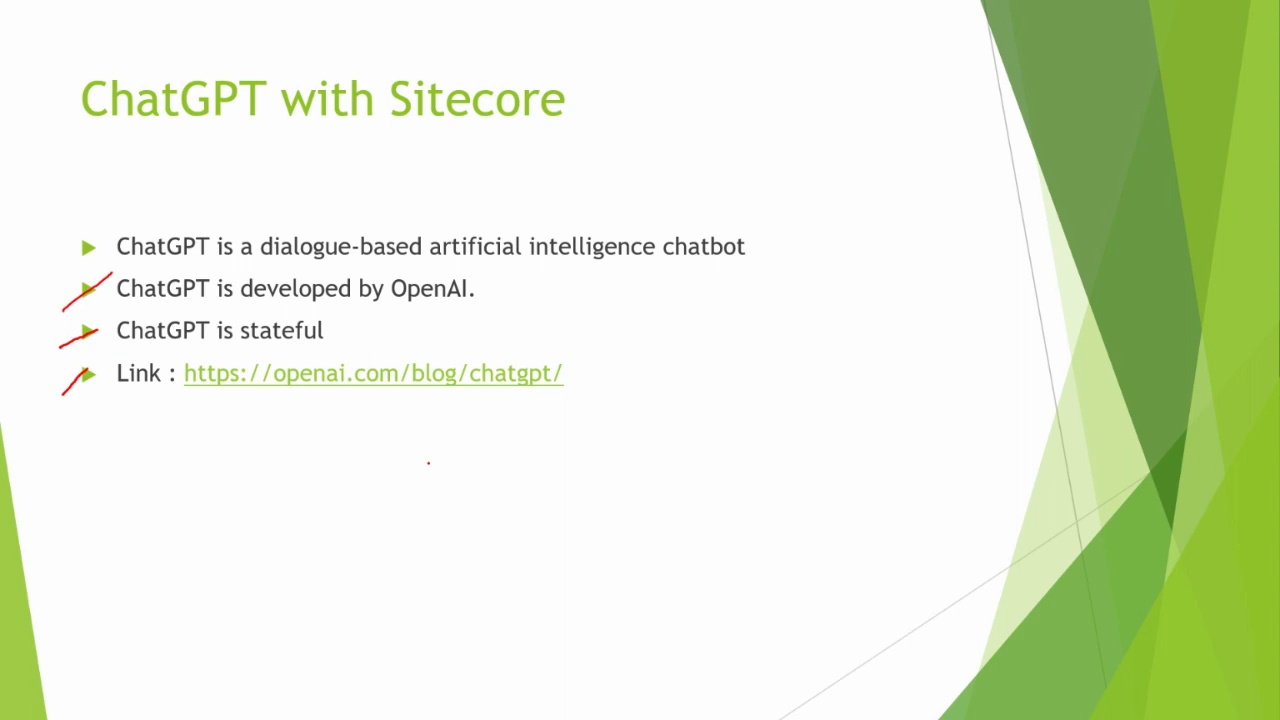 ChatGPT with Sitecore
ChatGPT is a dialogue-based artificial intelligence chatbot
ChatGPT is developed by OpenAI.
ChatGPT is stateful
Link : https://openai.com/blog/chatgpt/